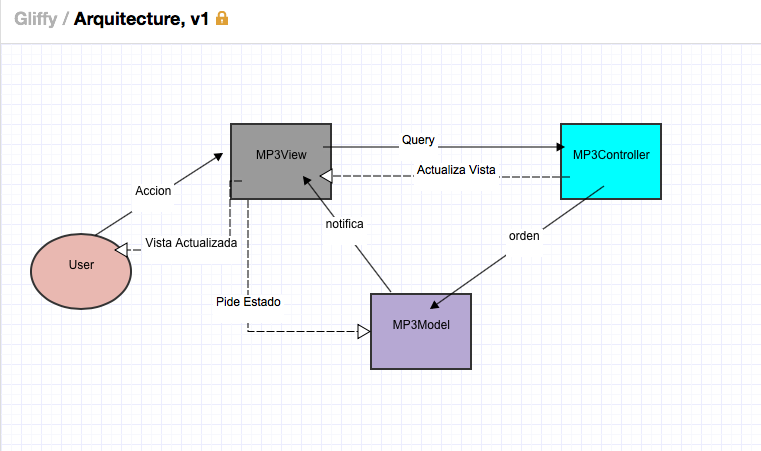 Gliffy / Arquitecture, v1
MP3View
Query
MP3Controller
Actualiza Vista
Accion
notifica
orden
Vista Actualizada
User
Pide Estado
MP3Model